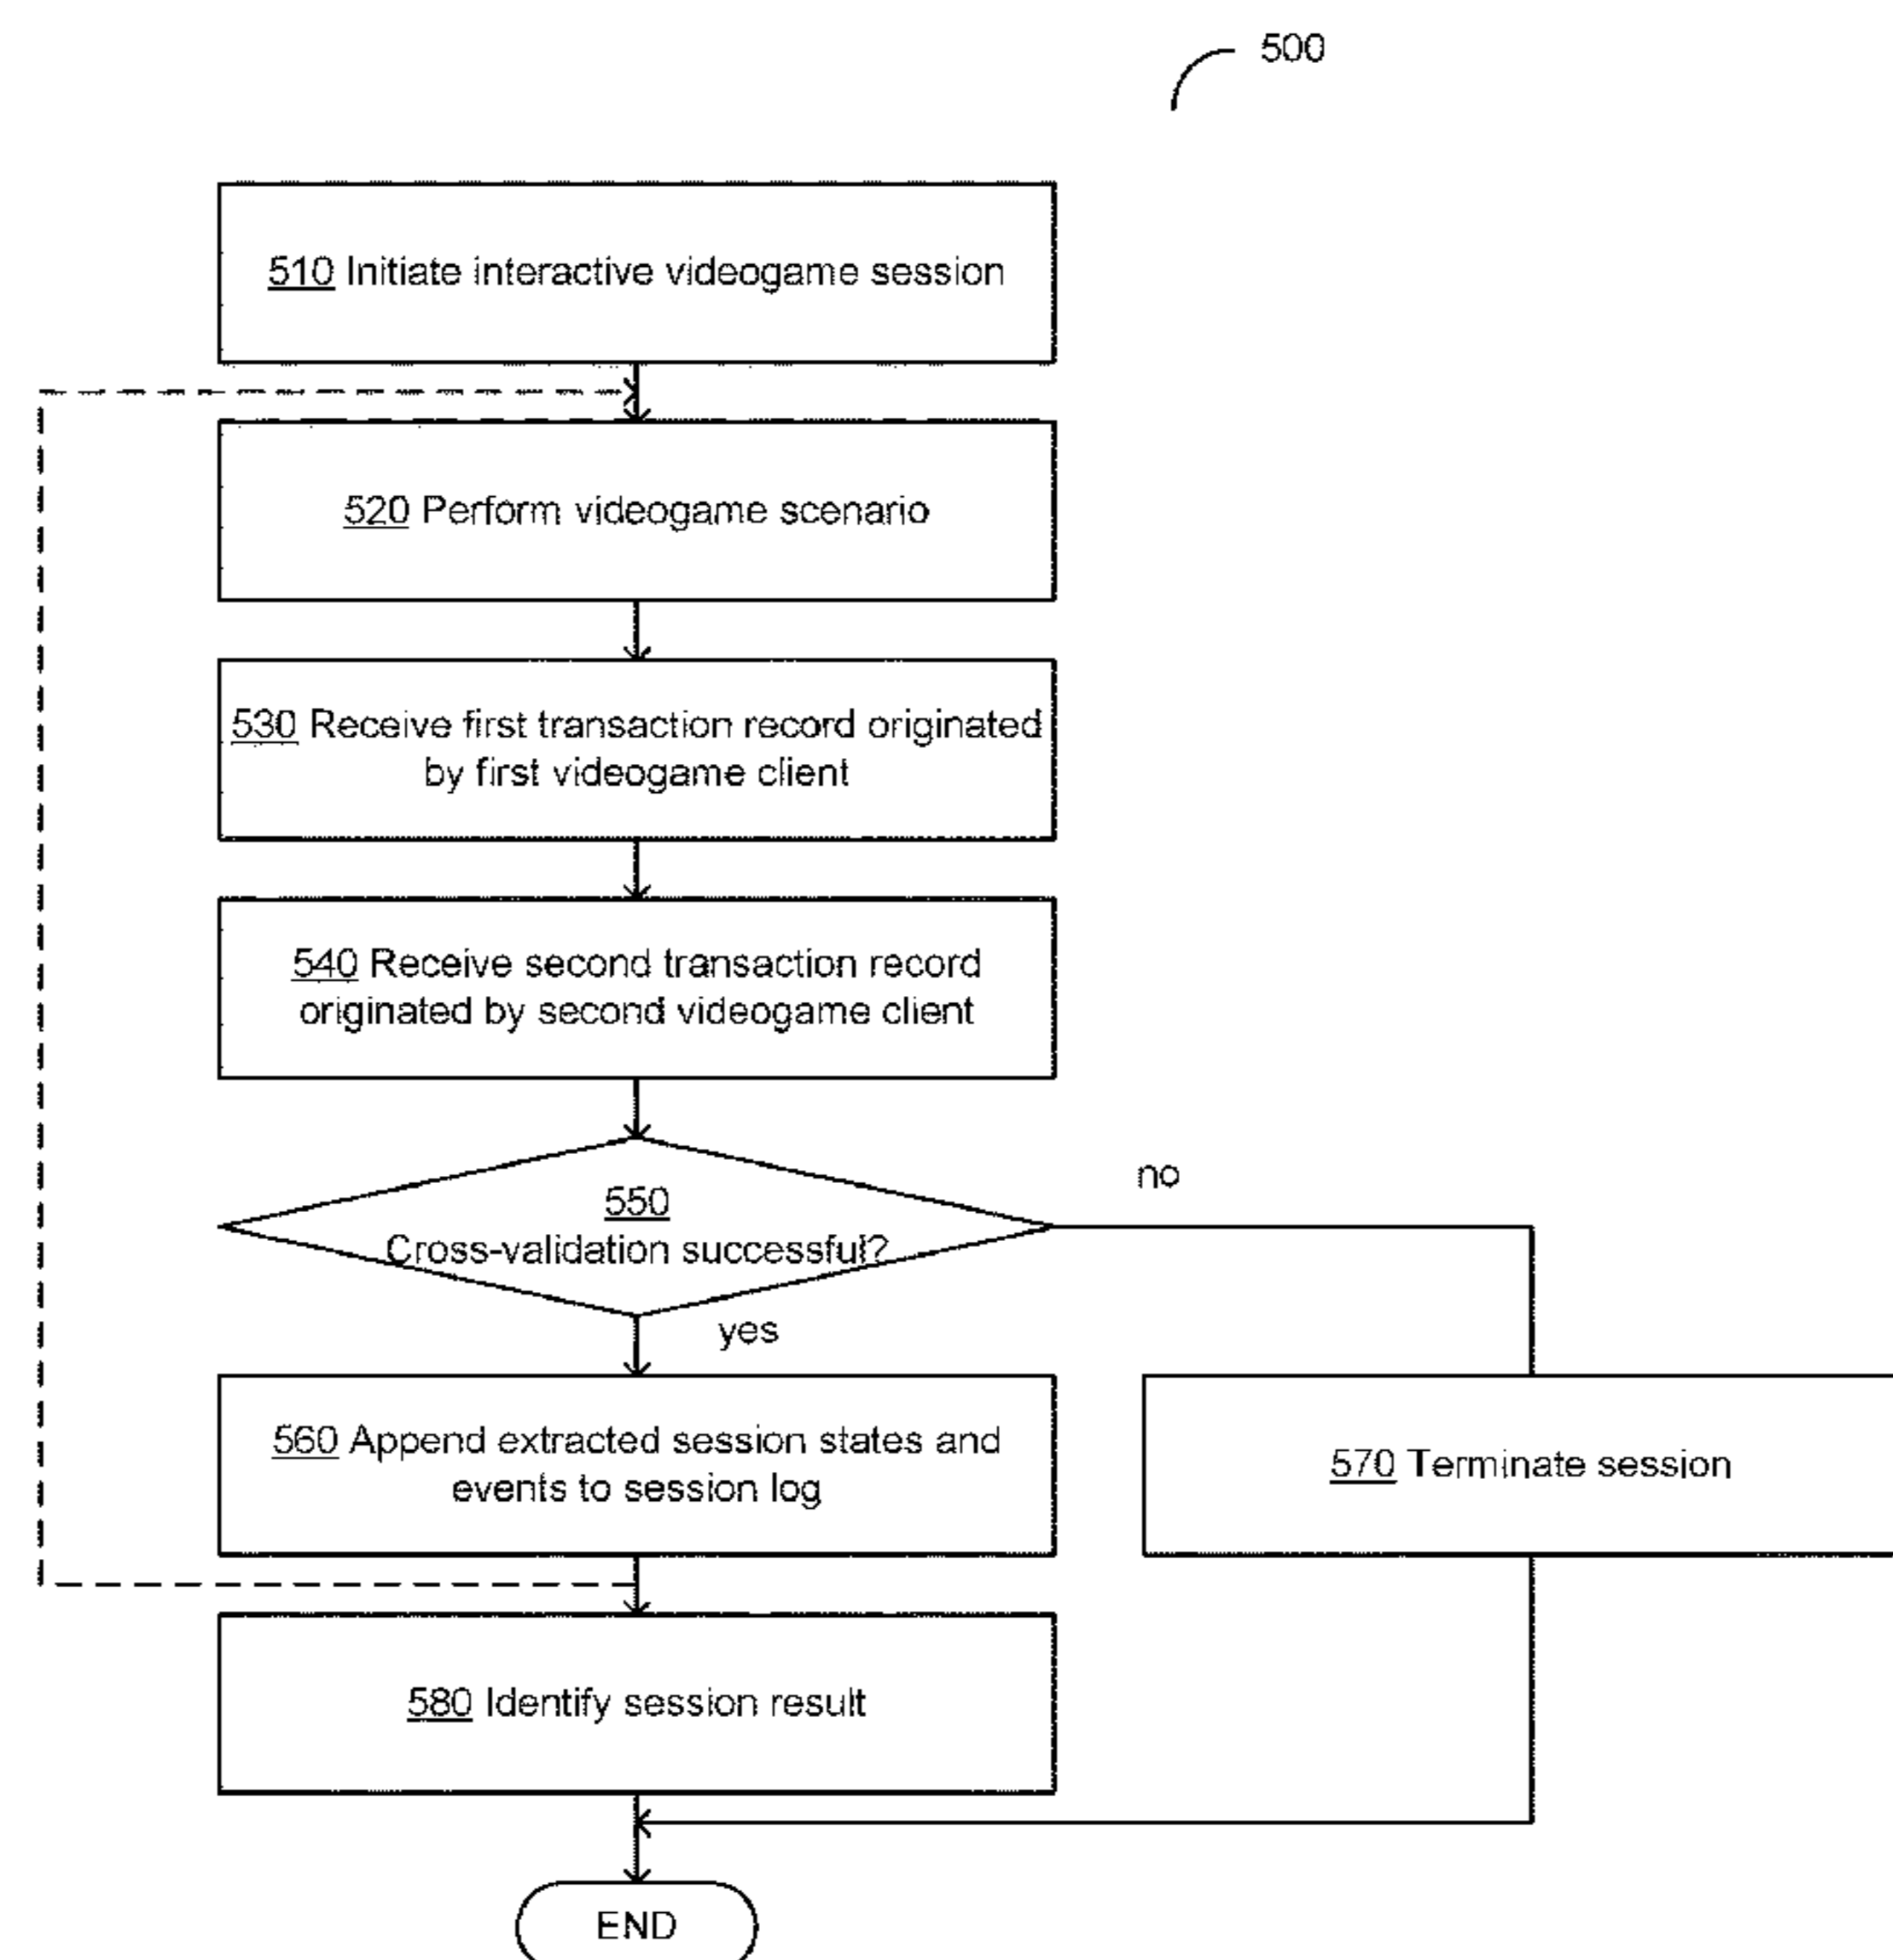 500
510 Initiate interactive videogame session
520 Perform videogame scenario
530 Receive first transaction record originated
by first videogame client
540 Receive second transaction record
originated by second videogame client
550
Cross-validation successful?
no
yes
560 Append extracted session states and
events to session log
570 Terminate session
580 Identify session result
END